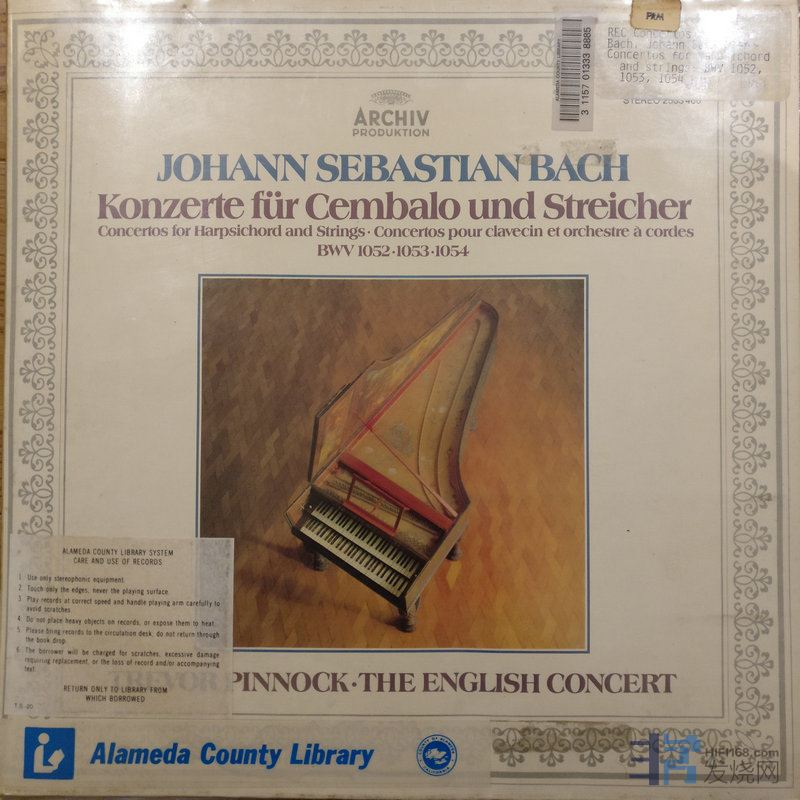 PAM
REC Concertos
Bach, Johann
Concertos for
and strings, BWV 1052,
1053, 1054
ALAMEDA COUNTY LIBRARY
3 1157 01333 8885
STEREO 2533
ARCHIV
PRODUKTION
JOHANN SEBASTIAN BACH
Konzerte für Cembalo und Streicher
Concertos for Harpsichord and Strings · Concertos pour clavecin et orchestre à cordes
BWV 1052 · 1053 · 1054
ALAMEDA COUNTY LIBRARY SYSTEM
CARE AND USE OF RECORDS
1. Use only stereophonic equipment.
2. Touch only the edges, never the playing surface.
3. Play records at correct speed and handle playing arm carefully to
avoid scratches.
4. Do not place heavy objects on records, or expose them to heat.
5. Please bring records to the circulation desk, do not return through
the book drop.
6. The borrower will be charged for scratches, excessive damage
requiring replacement, or the loss of record and/or accompanying
text.
RETURN ONLY TO LIBRARY FROM
WHICH BORROWED
TREVOR PINNOCK · THE ENGLISH CONCERT
Alameda County Library
HIFI168.com
发烧网